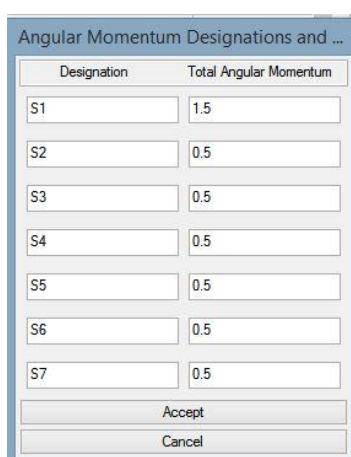 Angular Momentum Designations and ...
Designation Total Angular Momentum
S1 1.5
S2 0.5
S3 0.5
S4 0.5
S5 0.5
S6 0.5
S7 0.5
Accept
Cancel